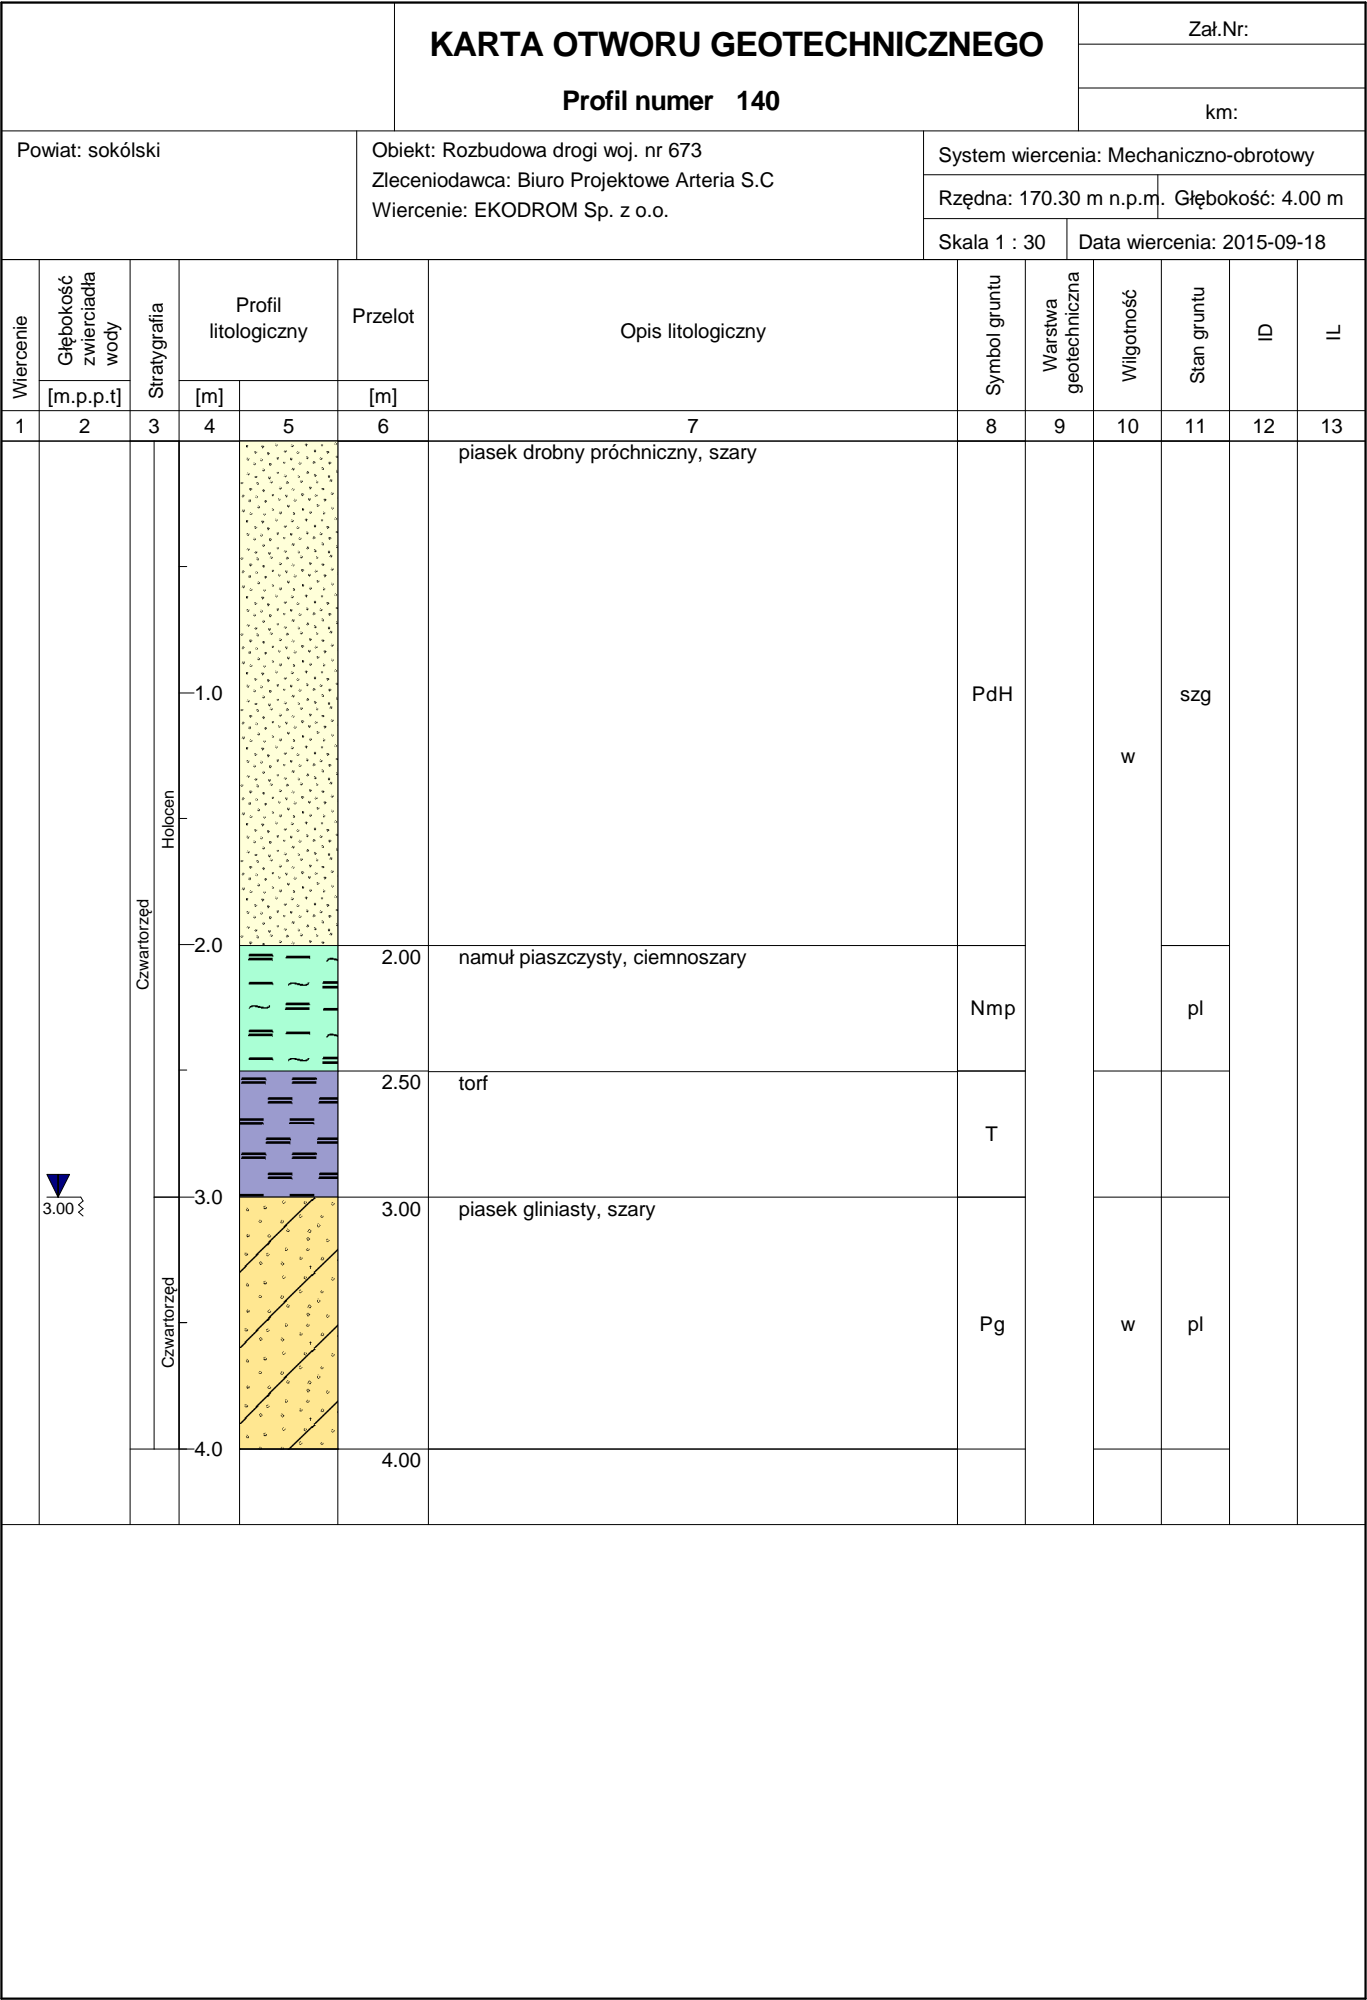 KARTA OTWORU GEOTECHNICZNEGO
Profil numer 140
Zał.Nr:
km:
Powiat: sokólski
Obiekt: Rozbudowa drogi woj. nr 673
Zleceniodawca: Biuro Projektowe Arteria S.C
Wiercenie: EKODROM Sp. z o.o.
System wiercenia: Mechaniczno-obrotowy
Rzędna: 170.30 m n.p.m. Głębokość: 4.00 m
Skala 1 : 30 Data wiercenia: 2015-09-18
Wiercenie
Głębokość
zwierciadła
wody
[m.p.p.t]
Stratygrafia
Profil
litologiczny
[m]
Przelot
[m]
Opis litologiczny
Symbol gruntu
Warstwa
geotechniczna
Wilgotność
Stan gruntu
ID
IL
1 2 3 4 5 6 7 8 9 10 11 12 13
piasek drobny próchniczny, szary
1.0 PdH szg
w
Holocen
Czwartorzęd
2.0 2.00 namuł piaszczysty, ciemnoszary
Nmp pl
2.50 torf
T
3.00
3.0 3.00 piasek gliniasty, szary
Czwartorzęd
Pg w pl
4.0 4.00